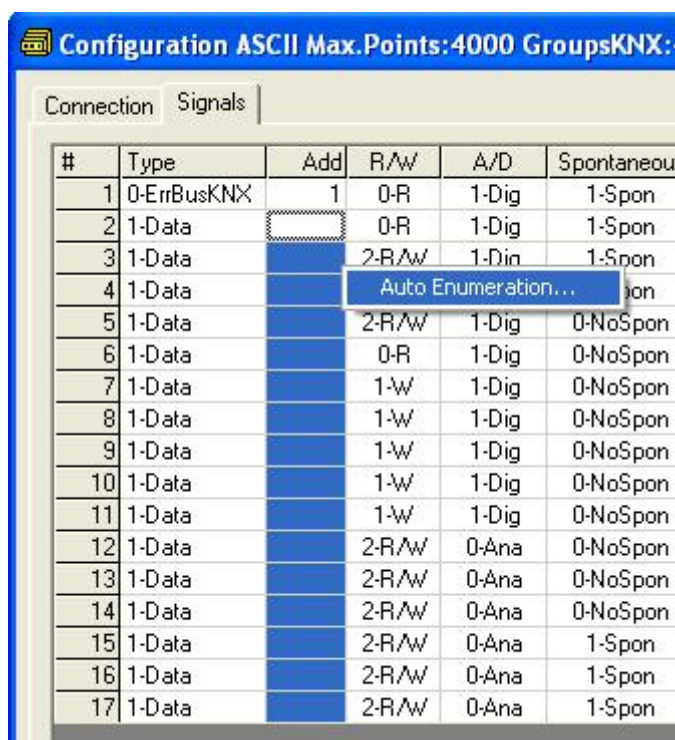 Configuration ASCII Max.Points:4000 GroupsKNX:
Connection Signals
# Type Add R/W A/D Spontaneou
1 0-ErrBusKNX 1 0-R 1-Dig 1-Spon
2 1-Data 0-R 1-Dig 1-Spon
3 1-Data 2-R/W 1-Dig 1-Spon
4 1-Data Auto Enumeration... pon
5 1-Data 2-R/W 1-Dig 0-NoSpon
6 1-Data 0-R 1-Dig 0-NoSpon
7 1-Data 1-W 1-Dig 0-NoSpon
8 1-Data 1-W 1-Dig 0-NoSpon
9 1-Data 1-W 1-Dig 0-NoSpon
10 1-Data 1-W 1-Dig 0-NoSpon
11 1-Data 1-W 1-Dig 0-NoSpon
12 1-Data 2-R/W 0-Ana 0-NoSpon
13 1-Data 2-R/W 0-Ana 0-NoSpon
14 1-Data 2-R/W 0-Ana 0-NoSpon
15 1-Data 2-R/W 0-Ana 1-Spon
16 1-Data 2-R/W 0-Ana 1-Spon
17 1-Data 2-R/W 0-Ana 1-Spon